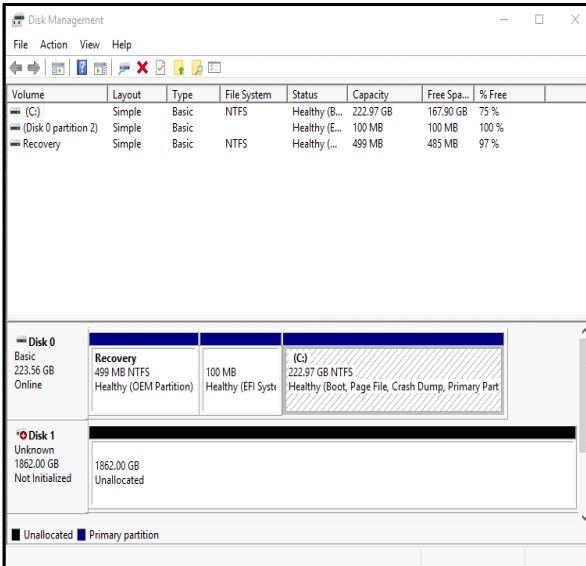 Disk Management
File Action View Help
Volume Layout Type File System Status Capacity Free Spa... % Free
(C:) Simple Basic NTFS Healthy (B... 222.97 GB 167.90 GB 75 %
(Disk 0 partition 2) Simple Basic Healthy (E... 100 MB 100 MB 100 %
Recovery Simple Basic NTFS Healthy (... 499 MB 485 MB 97 %
Disk 0
Basic
223.56 GB
Online
Recovery
499 MB NTFS
Healthy (OEM Partition)
100 MB
Healthy (EFI Syste
(C:)
222.97 GB NTFS
Healthy (Boot, Page File, Crash Dump, Primary Part
Disk 1
Unknown
1862.00 GB
Not Initialized
1862.00 GB
Unallocated
Unallocated Primary partition